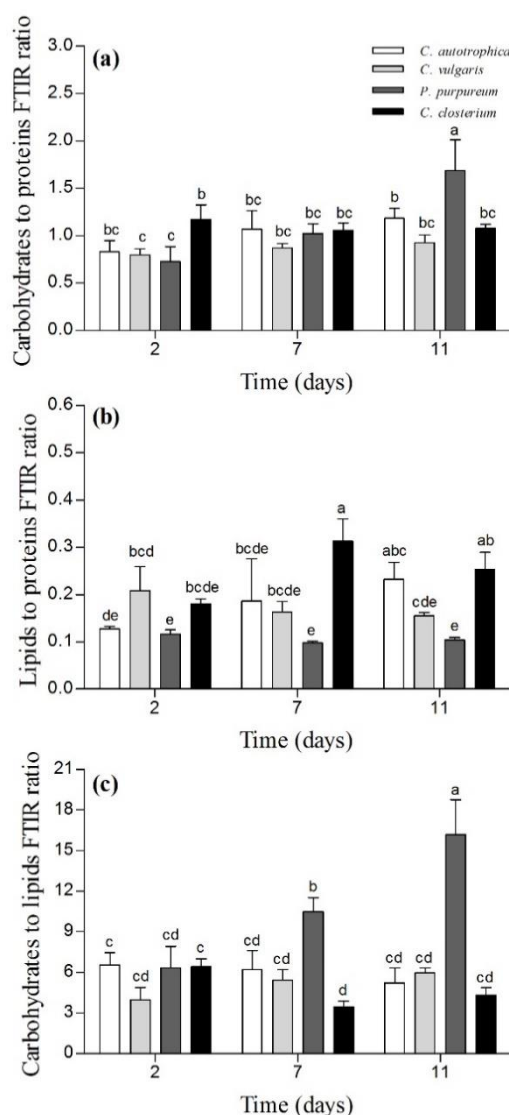 (a)
Carbohydrates to proteins FTIR ratio
3.0
2.5
2.0
1.5
1.0
0.5
0.0
C. autotrophica
C. vulgaris
P. purpureum
C. closterium
bc c c b
bc bc bc bc
b bc a bc
2 7 11
Time (days)
(b)
Lipids to proteins FTIR ratio
0.6
0.5
0.4
0.3
0.2
0.1
0.0
de bcd e bcde
bcde bcde e a
abc cde e ab
2 7 11
Time (days)
(c)
Carbohydrates to lipids FTIR ratio
21
18
15
12
9
6
3
0
c cd cd c
cd cd b d
cd cd a cd
2 7 11
Time (days)